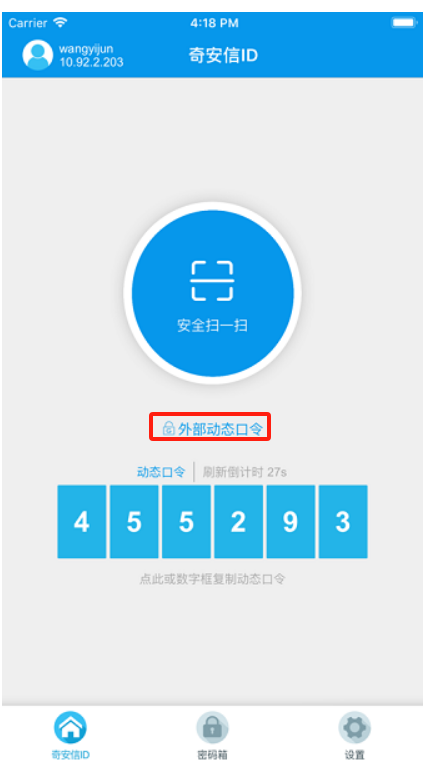 Carrier 4:18 PM
wangyijun
10.92.2.203
奇安信ID
安全扫一扫
外部动态口令
动态口令 刷新倒计时 27s
4 5 5 2 9 3
点此或数字框复制动态口令
奇安信ID 密码箱 设置